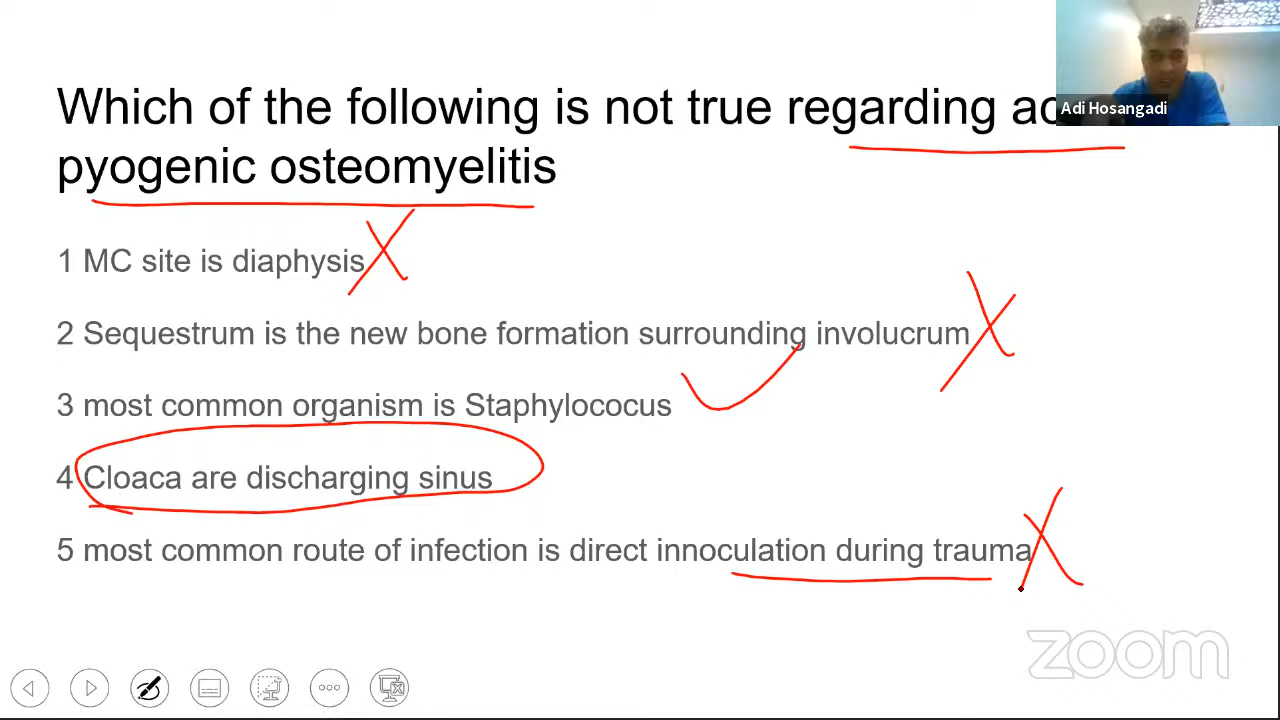 Which of the following is not true regarding ac
Adi Hosangadi
pyogenic osteomyelitis
1 MC site is diaphysis
2 Sequestrum is the new bone formation surrounding involucrum
3 most common organism is Staphylococus
4 Cloaca are discharging sinus
5 most common route of infection is direct innoculation during trauma
zoom